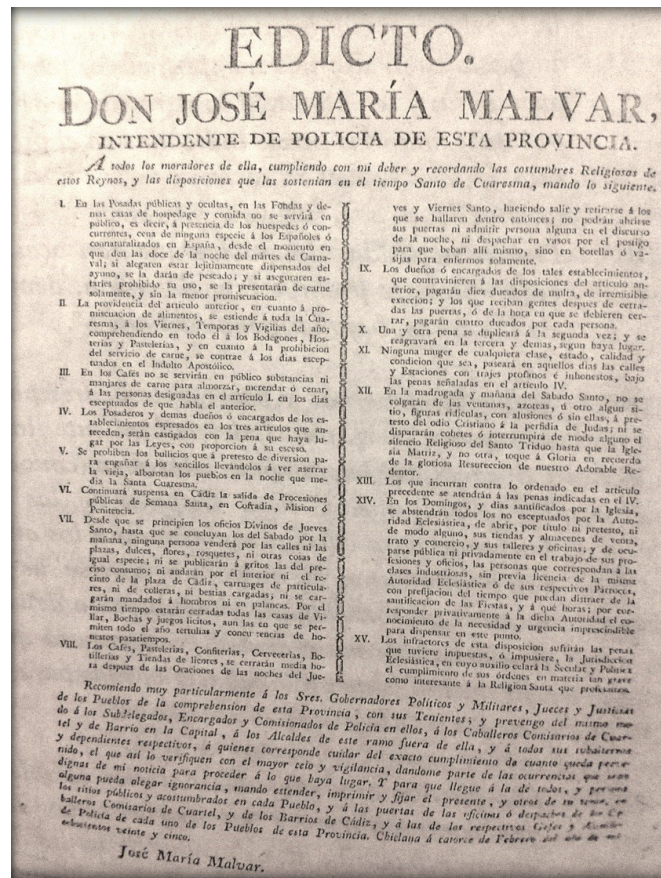 EDICTO.
DON JOSÉ MARÍA MALVAR,
INTENDENTE DE POLICIA DE ESTA PROVINCIA.
A todos los moradores de ella, cumpliendo con mi deber y recordando las costumbres Religiosas de
estos Reynos, y las disposiciones que las sostenian en el tiempo Santo de Cuaresma, mando lo siguiente.
I. En las Posadas públicas y ocultas, en las Fondas y de-
mas casas de hospedage y comida no se servirá en
público, es decir, á presencia de los huespedes ó con-
currentes, cena de ninguna especie á los Españoles ó
connaturalizados en España, desde el momento en
que den las doce de la noche del mártes de Carna-
val; si alegaren estar lejitimamente dispensados del
ayuno, se la darán de pescado; y si aseguraren es-
tarles prohibido su uso, se la presentarán de carne
solamente, y sin la menor promiscuacion.
II. La providencia del articulo anterior, en cuanto á pro-
miscuacion de alimentos, se estiende á toda la Cua-
resma, á los Viernes, Temporas y Vigilias del año;
comprehendiendo en todo él á los Bodegones, Hos-
terias y Pastelerias, y en cuanto á la prohibicion
del servicio de carne, se contrae á los dias excep-
tuados en el Indulto Apostólico.
III. En los Cafés no se servirán en público substancias ni
manjares de carne para almorzar, merendar ó cenar,
á las personas designadas en el artículo I. en los dias
esceptuados de que habla el anterior.
IV. Los Posaderos y demas dueños ó encargados de los es-
tablecimientos espresados en los tres artículos que an-
teceden, serán castigados con la pena que haya lu-
gar por las Leyes, con proporcion á su esceso.
V. Se prohiben los bullicios que á pretesto de diversion pa-
ra engañar á los sencillos llevándolos á ver aserrar
la vieja, alborotan los pueblos en la noche que me-
dia la Santa Cuaresma.
VI. Continuará suspensa en Cádiz la salida de Procesiones
públicas de Semana Santa, en Cofradia, Mision ó
Penitencia.
VII. Desde que se principien los oficios Divinos de Jueves
Santo, hasta que se concluyan los del Sabado por la
mañana, ninguna persona venderá por las calles ni las
plazas, dulces, flores, rosquetes, ni otras cosas de
igual especie; ni se publicarán á gritos las del pre-
ciso consumo; ni andarán por el interior ni el re-
cinto de la plaza de Cádiz, carruages de particula-
res, ni de colleras, ni bestias cargadas; ni se car-
garán mandados á hombros ni en palancas. Por el
mismo tiempo estarán cerradas todas las casas de Vi-
llar, Bochas y juegos lícitos, aun las en que se per-
miten todo el año tertulias y concurrencias de ho-
nestos pasatiempos.
VIII. Los Cafés, Pastelerias, Confiterias, Cervecerias, Bo-
tillerias y Tiendas de licores, se cerrarán media ho-
ra despues de las Oraciones de las noches del Jue-
ves y Viernes Santo, haciendo salir y retirarse á los
que se hallaren dentro entonces; no podrán abrirse
sus puertas ni admitir persona alguna en el discurso
de la noche, ni despachar en vasos por el postigo
para que beban allí mismo, sino en botellas ó va-
sijas para enfermos solamente.
IX. Los dueños ó encargados de los tales establecimientos,
que contravinieren á las disposiciones del artículo an-
terior, pagarán diez ducados de multa, de irremisible
exaccion; y los que reciban gentes despues de cerra-
das las puertas, ó de la hora en que se debieren cer-
rar, pagarán cuatro ducados por cada persona.
X. Una y otra pena se duplicará á la segunda vez; y se
reagravará en la tercera y demas, segun haya lugar.
XI. Ninguna muger de cualquiera clase, estado, calidad y
condicion que sea, paseará en aquellos dias las calles
y Estaciones con trajes profanos é inhonestos, bajo
las penas señaladas en el artículo IV.
XII. En la madrugada y mañana del Sabado Santo, no se
colgarán de las ventanas, azoteas, ú otro algun si-
tio, figuras ridículas, con alusiones ó sin ellas, á pre-
testo del odio Cristiano á la perfidia de Judas; ni se
dispararán cohetes ó interrumpirá de modo alguno el
silencio Religioso del Santo Triduo hasta que la Igle-
sia Matriz, y no otra, toque á Gloria en recuerdo
de la gloriosa Resureccion de nuestro Adorable Re-
dentor.
XIII. Los que incurran contra lo ordenado en el artículo
precedente se atendrán á las penas indicadas en el IV.
XIV. En los Domingos, y dias santificados por la Iglesia,
se abstendrán todos los no esceptuados por la Auto-
ridad Eclesiástica, de abrir, por título ni pretesto, ni
de modo alguno, sus tiendas y almacenes de venta,
trato y comercio, y sus talleres y oficinas; y de ocu-
parse pública ni privadamente en el trabajo de sus pro-
fesiones y oficios, las personas que correspondan á las
clases industriosas, sin previa licencia de la misma
Autoridad Eclesiástica ó de sus respectivos Párrocos,
con prefijacion del tiempo que puedan distraer de la
santificacion de las Fiestas, y á qué horas; por cor-
responder privativamente á dicha Autoridad el co-
nocimiento de la necesidad y urgencia imprescindible
para dispensar en este punto.
XV. Los infractores de esta disposicion sufrirán las penas
que tuviere impuestas, ó impusiere, la Jurisdiccion
Eclesiástica, en cuyo auxilio celará la Secular y Politica
el cumplimiento de sus órdenes en materia tan grave
como interesante á la Religion Santa que profesamos.
Recomiendo muy particularmente á los Sres. Gobernadores Políticos y Militares, Jueces y Justicias
de los Pueblos de la comprehension de esta Provincia, con sus Tenientes; y prevengo del mismo mo-
do á los Subdelegados, Encargados y Comisionados de Policía en ellos, á los Caballeros Comisarios de Cuar-
tel y de Barrio en la Capital, á los Alcaldes de este ramo fuera de ella, y á todos sus subalternos
y dependientes respectivos, á quienes corresponde cuidar del exacto cumplimiento de cuanto queda preve-
nido, el que así lo verifiquen con el mayor celo y vigilancia, dandome parte de las ocurrencias que sean
dignas de mi noticia para proceder á lo que haya lugar. Y para que llegue á la de todos, y persona
alguna pueda alegar ignorancia, mando estender, imprimir y fijar el presente, y otros de su tenor, en
los sitios públicos y acostumbrados en cada Pueblo, y á las puertas de las oficinas ó despachos de los Ca-
balleros Comisarios de Cuartel, y de los Barrios de Cádiz, y á las de los respectivos Gefes y
de Policía de cada uno de los Pueblos de esta Provincia. Chiclana á catorce de Febrero del año de mil
ochocientos veinte y cinco.
José María Malvar.